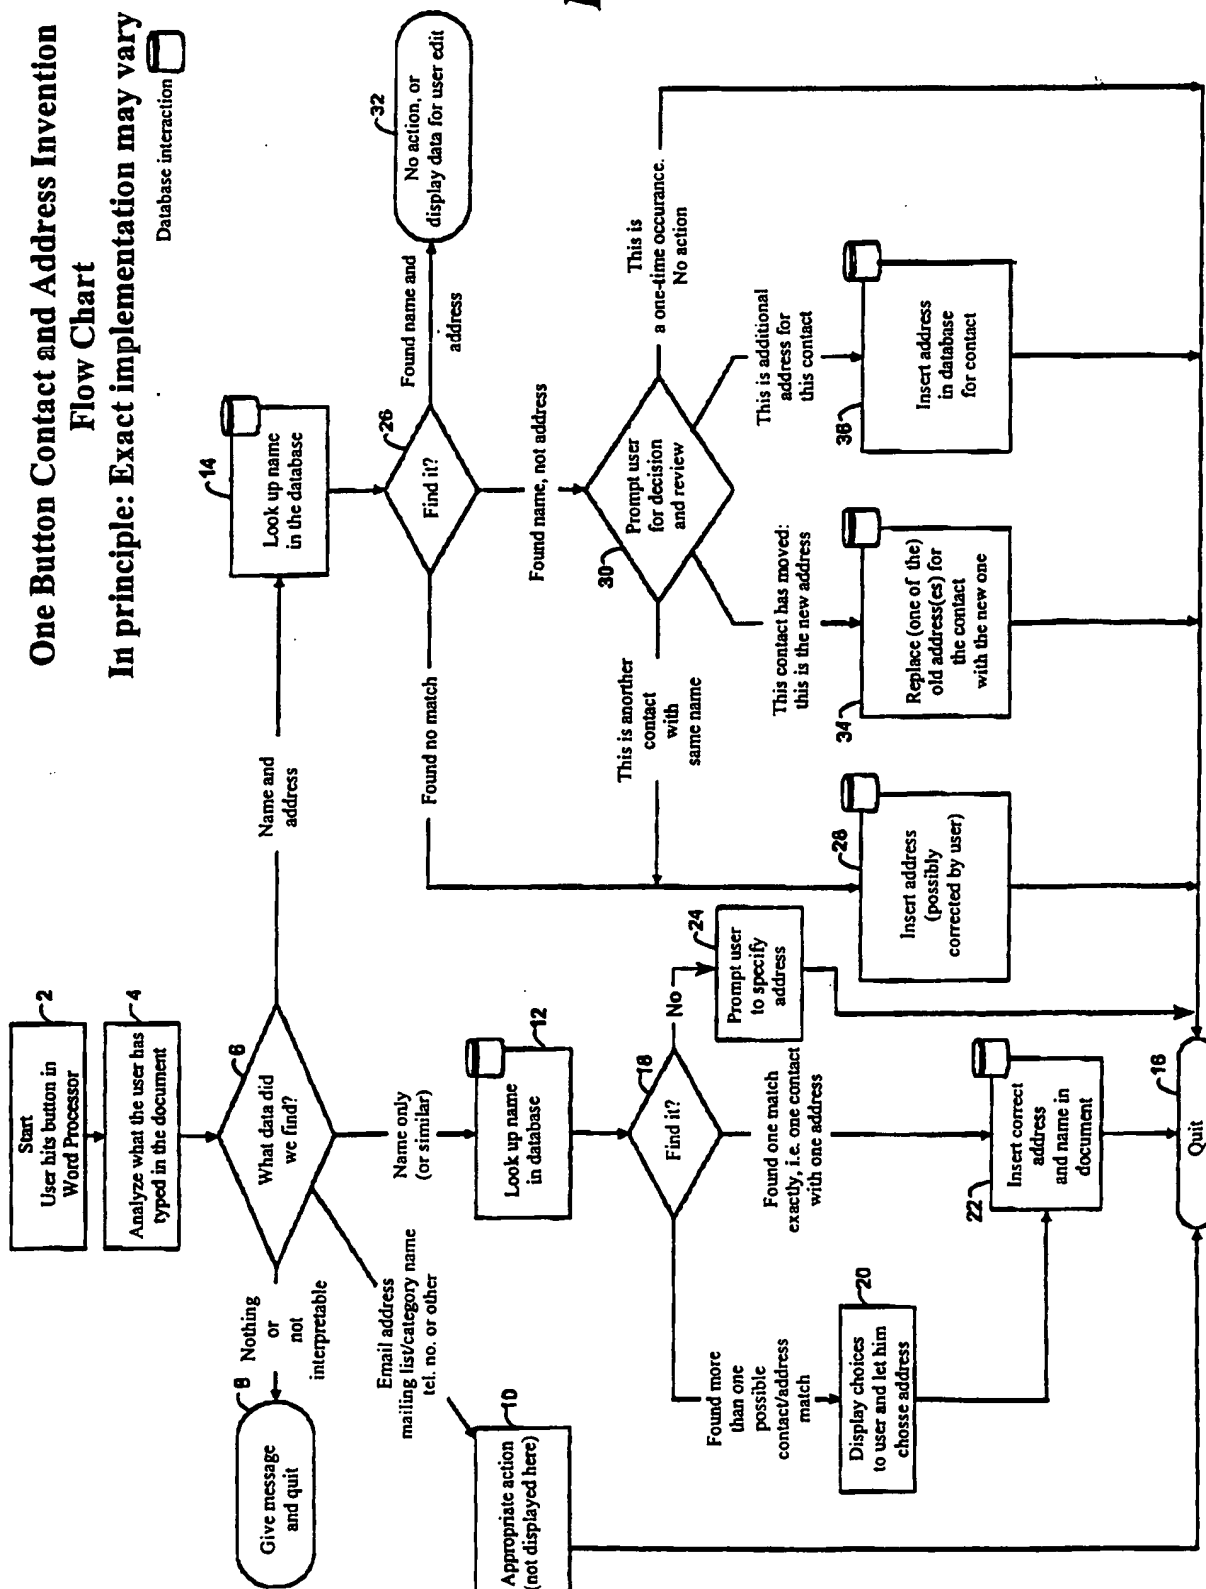 One Button Contact and Address Invention
Flow Chart
In principle: Exact implementation may vary
Database interaction
Start
User hits button in
Word Processor
2
Analyze what the user has
typed in the document
4
What data did
we find?
6
Nothing
or
not
interpretable
Give message
and quit
8
Email address
mailing list/category name
tel. no. or other
Appropriate action
(not displayed here)
10
Name only
(or similar)
Look up name
in database
12
Name and
address
Look up name
in the database
14
Find it?
18
No
Prompt user
to specify
address
24
Found one match
exactly, i.e. one contact
with one address
Found more
than one
possible
contact/address
match
Display choices
to user and let him
chosse address
20
Insert correct
address
and name in
document
22
Quit
16
Find it?
26
Found name and
address
No action, or
display data for user edit
32
Found no match
Found name, not address
Prompt user
for decision
and review
30
This is anorther
contact
with
same name
This contact has moved:
this is the new address
This is additional
address for
this contact
This is
a one-time occurance.
No action
Insert address
(possibly
corrected by user)
28
Replace (one of the)
old address(es) for
the contact
with the new one
34
Insert address
in database
for contact
36